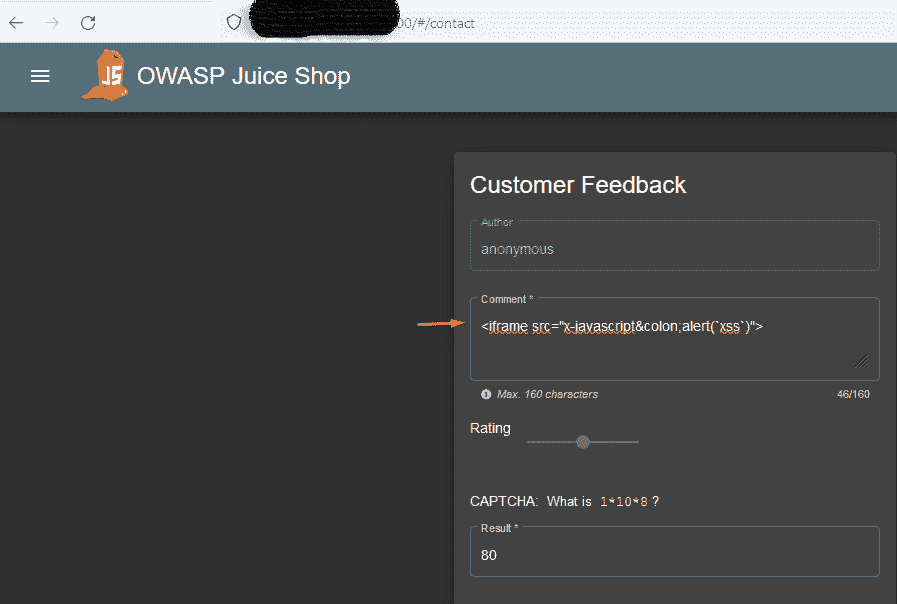 00/#/contact
JS OWASP Juice Shop
Customer Feedback
Author
anonymous
Comment *
<iframe src="x-javascript&colon;alert(`xss`)">
Max. 160 characters 46/160
Rating
CAPTCHA: What is 1*10*8 ?
Result *
80